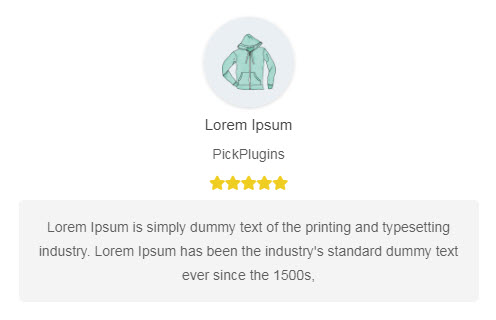 Lorem Ipsum
PickPlugins
Lorem Ipsum is simply dummy text of the printing and typesetting
industry. Lorem Ipsum has been the industry's standard dummy text
ever since the 1500s,